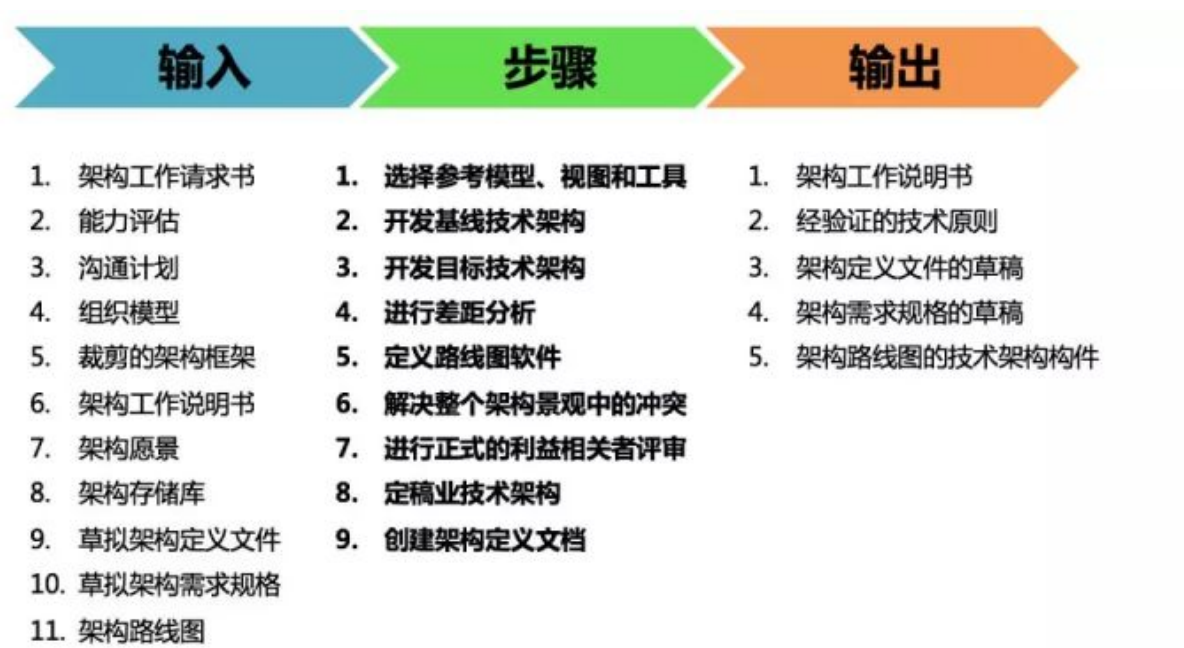 输入
步骤
输出
1. 架构工作请求书
2. 能力评估
3. 沟通计划
4. 组织模型
5. 裁剪的架构框架
6. 架构工作说明书
7. 架构愿景
8. 架构存储库
9. 草拟架构定义文件
10. 草拟架构需求规格
11. 架构路线图
1. 选择参考模型、视图和工具
2. 开发基线技术架构
3. 开发目标技术架构
4. 进行差距分析
5. 定义路线图软件
6. 解决整个架构景观中的冲突
7. 进行正式的利益相关者评审
8. 定稿业技术架构
9. 创建架构定义文档
1. 架构工作说明书
2. 经验证的技术原则
3. 架构定义文件的草稿
4. 架构需求规格的草稿
5. 架构路线图的技术架构构件